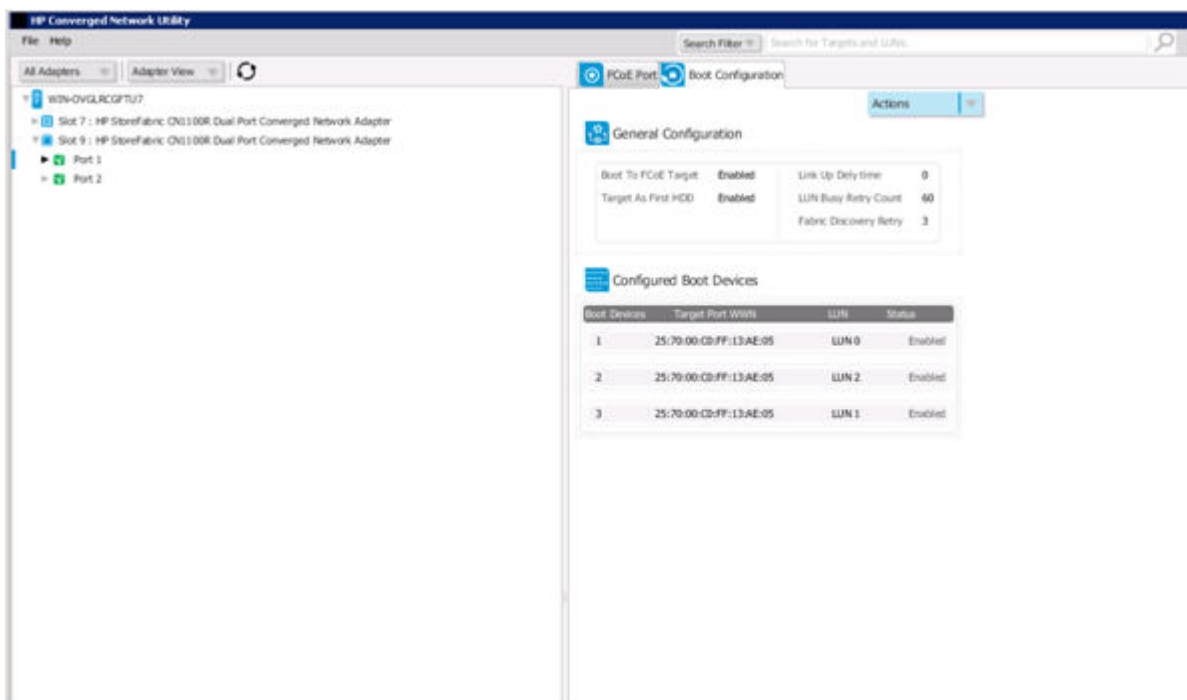 HP Converged Network Utility
File Help
Search Filter Search for Targets and LUNs.
All Adapters Adapter View
FCoE Port Boot Configuration
WIN-OVGLRCGFTU7
Actions
Slot 7 : HP StoreFabric CN1100R Dual Port Converged Network Adapter
Slot 9 : HP StoreFabric CN1100R Dual Port Converged Network Adapter
Port 1
Port 2
General Configuration
Boot To FCoE Target Enabled Link Up Dely time 0
Target As First HDD Enabled LUN Busy Retry Count 60
Fabric Discovery Retry 3
Configured Boot Devices
Boot Devices Target Port WWN LUN Status
1 25:70:00:C0:FF:13:AE:05 LUN 0 Enabled
2 25:70:00:C0:FF:13:AE:05 LUN 2 Enabled
3 25:70:00:C0:FF:13:AE:05 LUN 1 Enabled